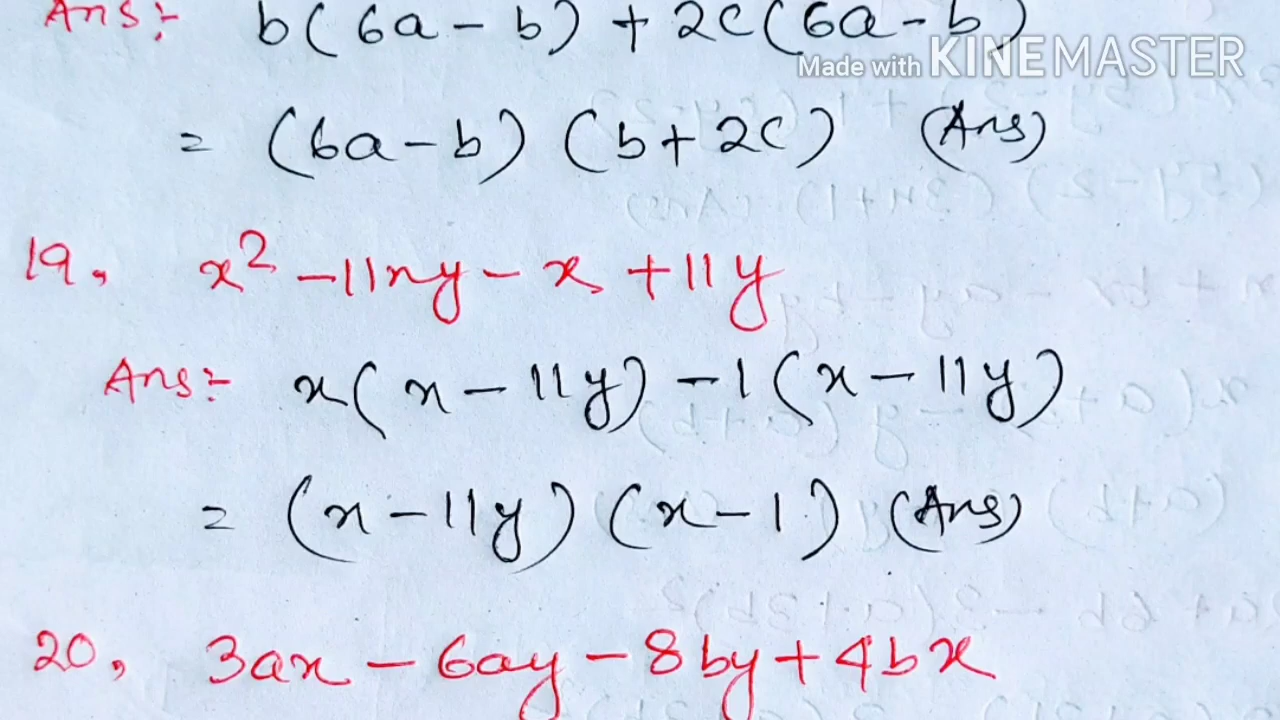 Ans:- b(6a-b)+2c(6a-b)
Made with KINEMASTER
= (6a-b) (b+2c) (Ans)
19, x²-11xy-x+11y
Ans:- x(x-11y)-1(x-11y)
= (x-11y) (x-1) (Ans)
20, 3ax-6ay-8by+4bx